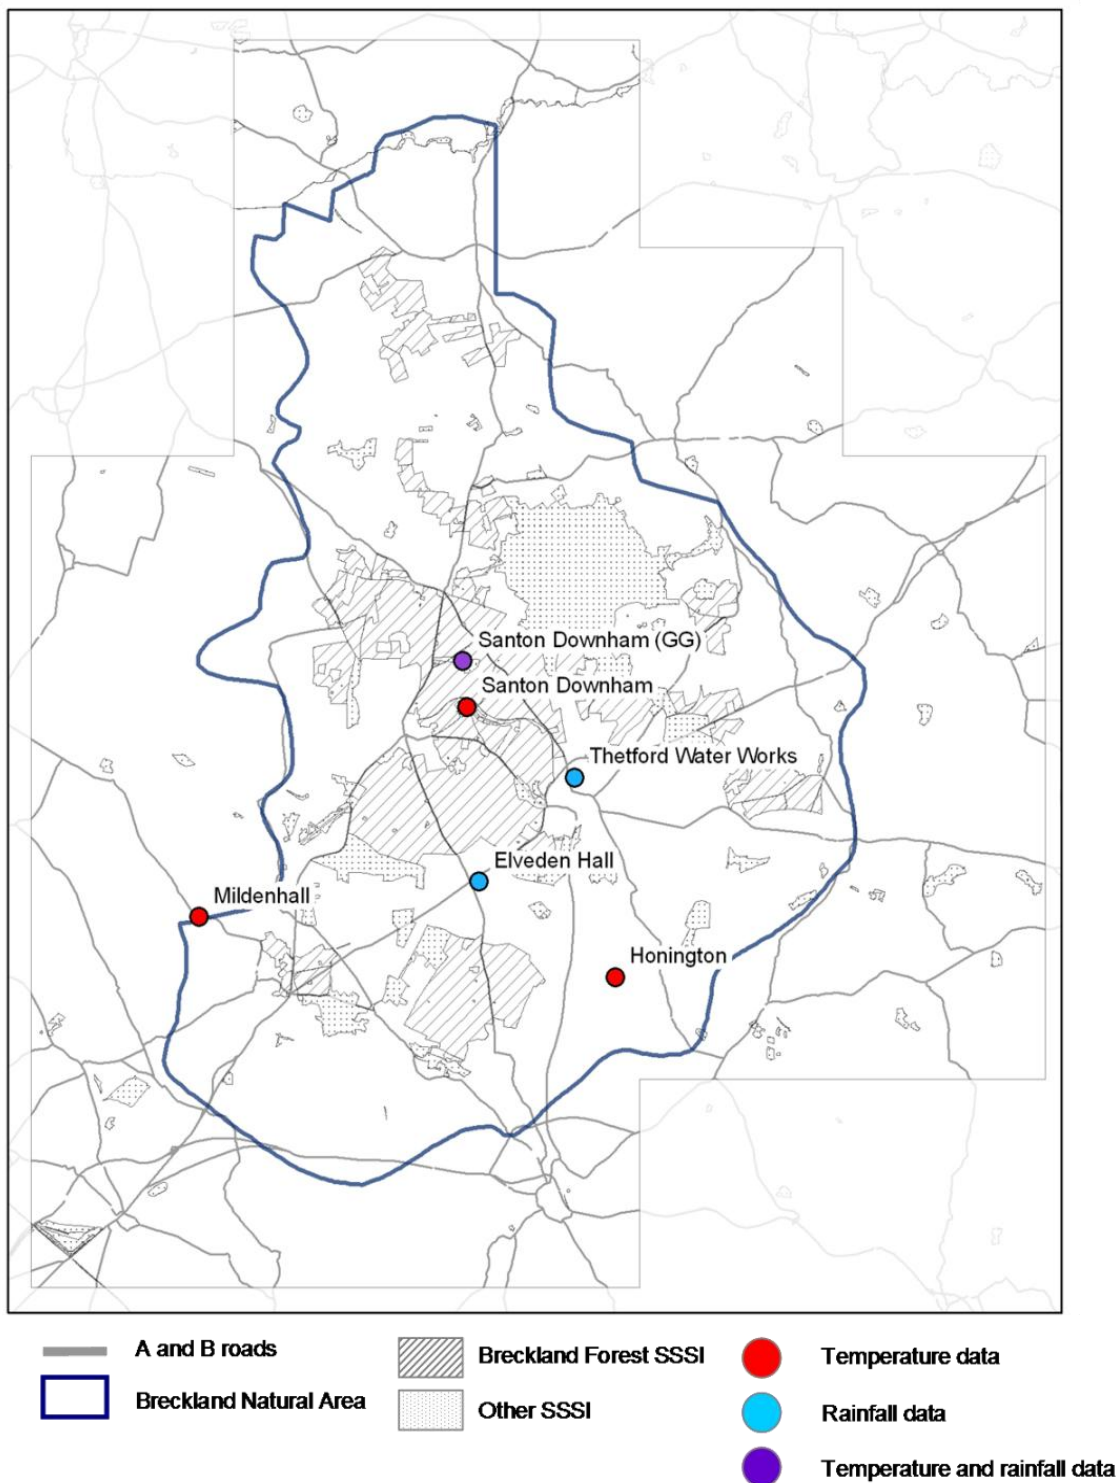 Santon Downham (GG)
Santon Downham
Thetford Water Works
Elveden Hall
Mildenhall
Honington
A and B roads
Breckland Natural Area
Breckland Forest SSSI
Other SSSI
Temperature data
Rainfall data
Temperature and rainfall data